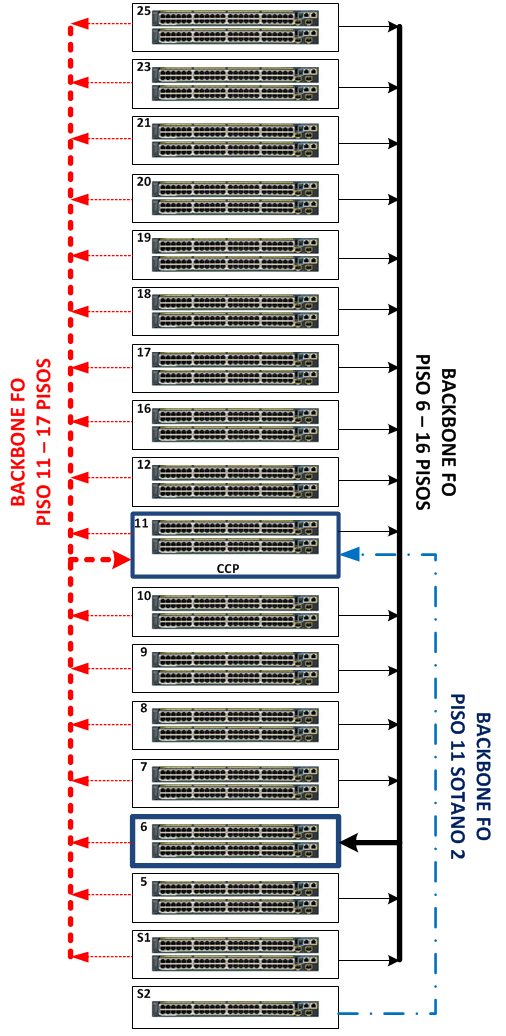 25
23
21
20
19
18
17
16
12
11
CCP
10
9
8
7
6
5
S1
S2
BACKBONE FO
PISO 11 – 17 PISOS
BACKBONE FO
PISO 6 – 16 PISOS
BACKBONE FO
PISO 11 SOTANO 2